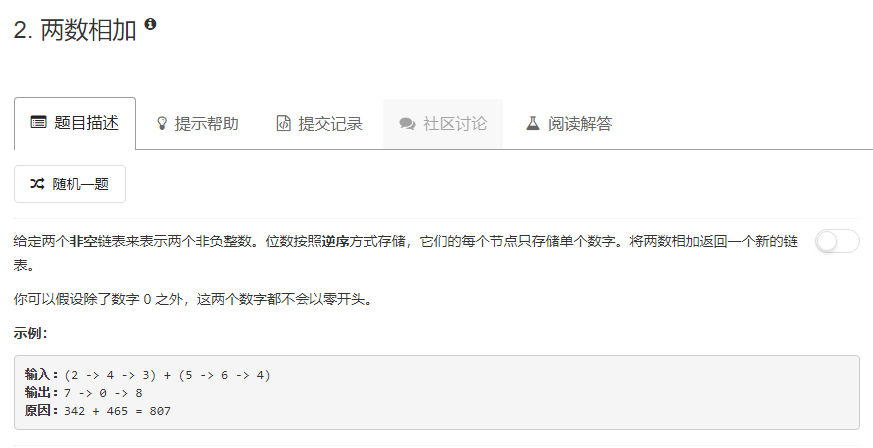 2. 两数相加
题目描述 提示帮助 提交记录 社区讨论 阅读解答
随机一题
给定两个非空链表来表示两个非负整数。位数按照逆序方式存储，它们的每个节点只存储单个数字。将两数相加返回一个新的链
表。
你可以假设除了数字 0 之外，这两个数字都不会以零开头。
示例：
输入：(2 -> 4 -> 3) + (5 -> 6 -> 4)
输出：7 -> 0 -> 8
原因：342 + 465 = 807